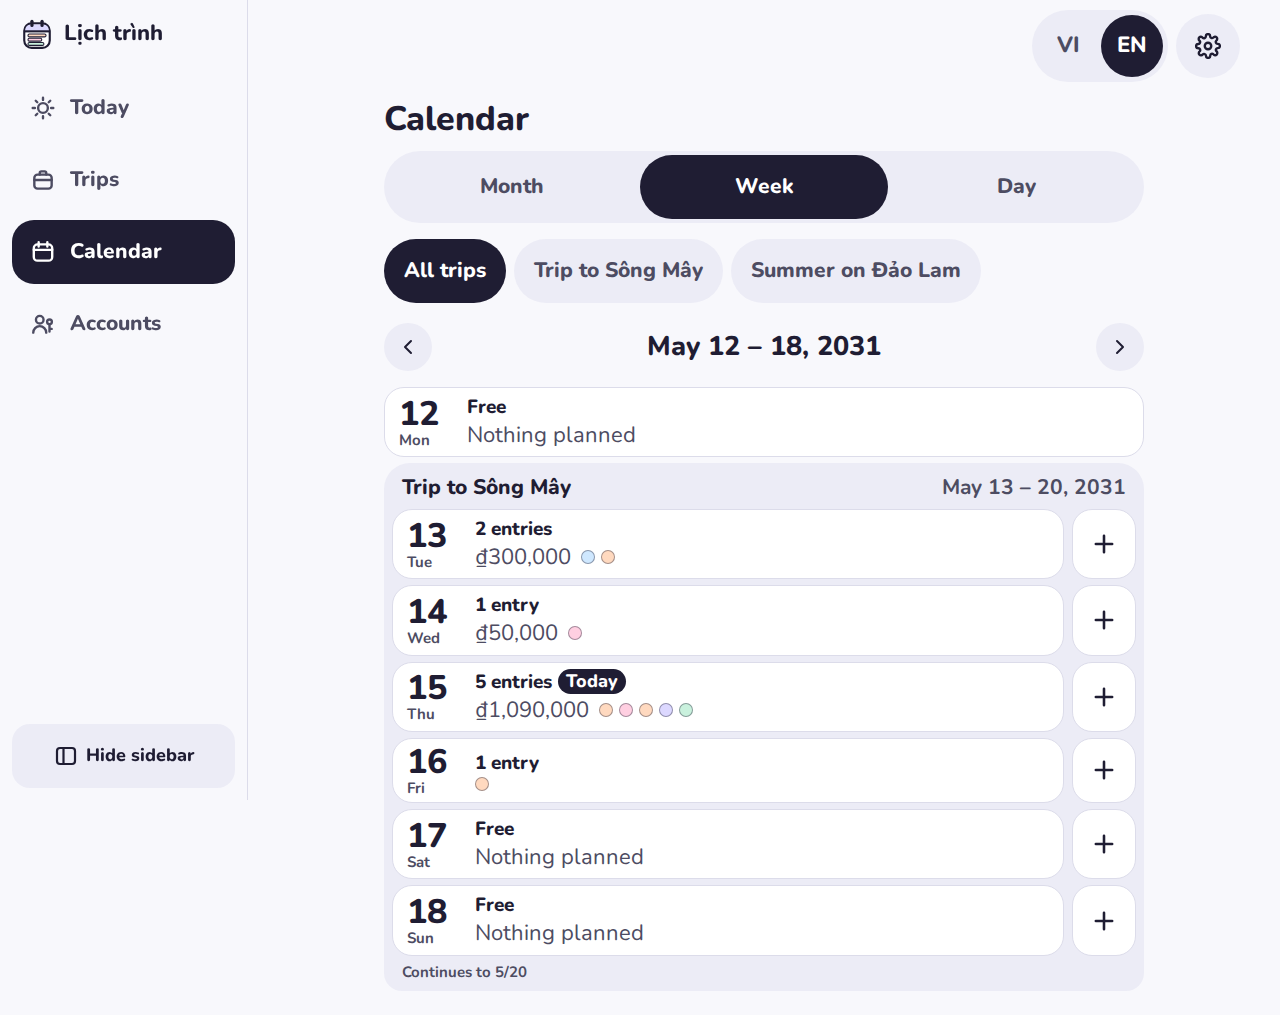 Lịch trình
VI
EN
Today
Trips
Calendar
Accounts
Hide sidebar
Calendar
Month
Week
Day
All trips
Trip to Sông Mây
Summer on Đảo Lam
May 12 – 18, 2031
12
Mon
Free
Nothing planned
Trip to Sông Mây
May 13 – 20, 2031
13
Tue
2 entries
₫300,000
14
Wed
1 entry
₫50,000
15
Thu
5 entries
Today
₫1,090,000
16
Fri
1 entry
17
Sat
Free
Nothing planned
18
Sun
Free
Nothing planned
Continues to 5/20